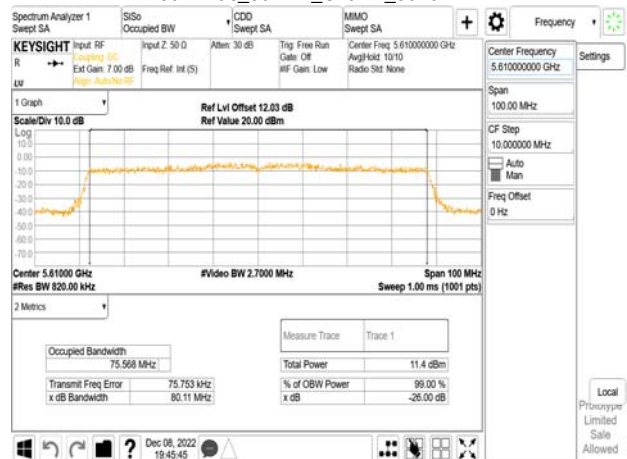 Spectrum Analyzer 1
Swept SA
SISo
Occupied BW
CDD
Swept SA
MIMO
Swept SA
+
Frequency
KEYSIGHT
R
Input: RF
Coupling: DC
Ext Gain: 7.00 dB
Align: Auto/No RF
Input Z: 50 Ω
Freq Ref: Int (S)
Atten: 30 dB
Trig: Free Run
Gate: Off
#IF Gain: Low
Center Freq: 5.610000000 GHz
Avg|Hold: 10/10
Radio Std: None
Center Frequency
5.610000000 GHz
Settings
Span
100.00 MHz
CF Step
10.000000 MHz
Auto
Man
Freq Offset
0 Hz
1 Graph
Scale/Div 10.0 dB
Ref Lvl Offset 12.03 dB
Ref Value 20.00 dBm
Log
10.0
0.00
-10.0
-20.0
-30.0
-40.0
-50.0
-60.0
-70.0
Center 5.61000 GHz
#Video BW 2.7000 MHz
Span 100 MHz
#Res BW 820.00 kHz
Sweep 1.00 ms (1001 pts)
2 Metrics
Measure Trace
Trace 1
Occupied Bandwidth
75.568 MHz
Total Power
11.4 dBm
Transmit Freq Error
75.753 kHz
% of OBW Power
99.00 %
x dB Bandwidth
80.11 MHz
x dB
-26.00 dB
Local
Prototype
Limited
Sale
Allowed
?
Dec 08, 2022
19:45:45